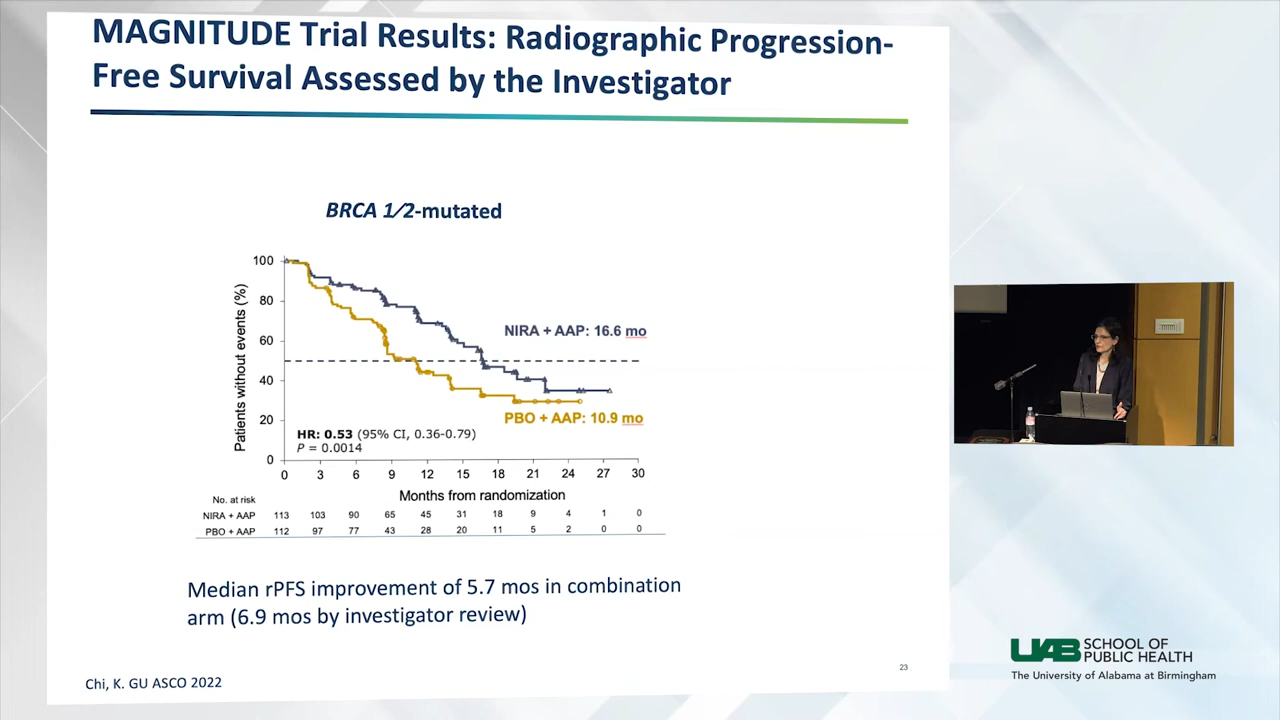 MAGNITUDE Trial Results: Radiographic Progression-
Free Survival Assessed by the Investigator
BRCA 1/2-mutated
Patients without events (%)
100
80
60
40
20
0
NIRA + AAP: 16.6 mo
PBO + AAP: 10.9 mo
HR: 0.53 (95% CI, 0.36-0.79)
P = 0.0014
0 3 6 9 12 15 18 21 24 27 30
Months from randomization
No. at risk
NIRA + AAP 113 103 90 65 45 31 18 9 4 1 0
PBO + AAP 112 97 77 43 28 20 11 5 2 0 0
Median rPFS improvement of 5.7 mos in combination
arm (6.9 mos by investigator review)
23
Chi, K. GU ASCO 2022
UAB SCHOOL OF
PUBLIC HEALTH
The University of Alabama at Birmingham